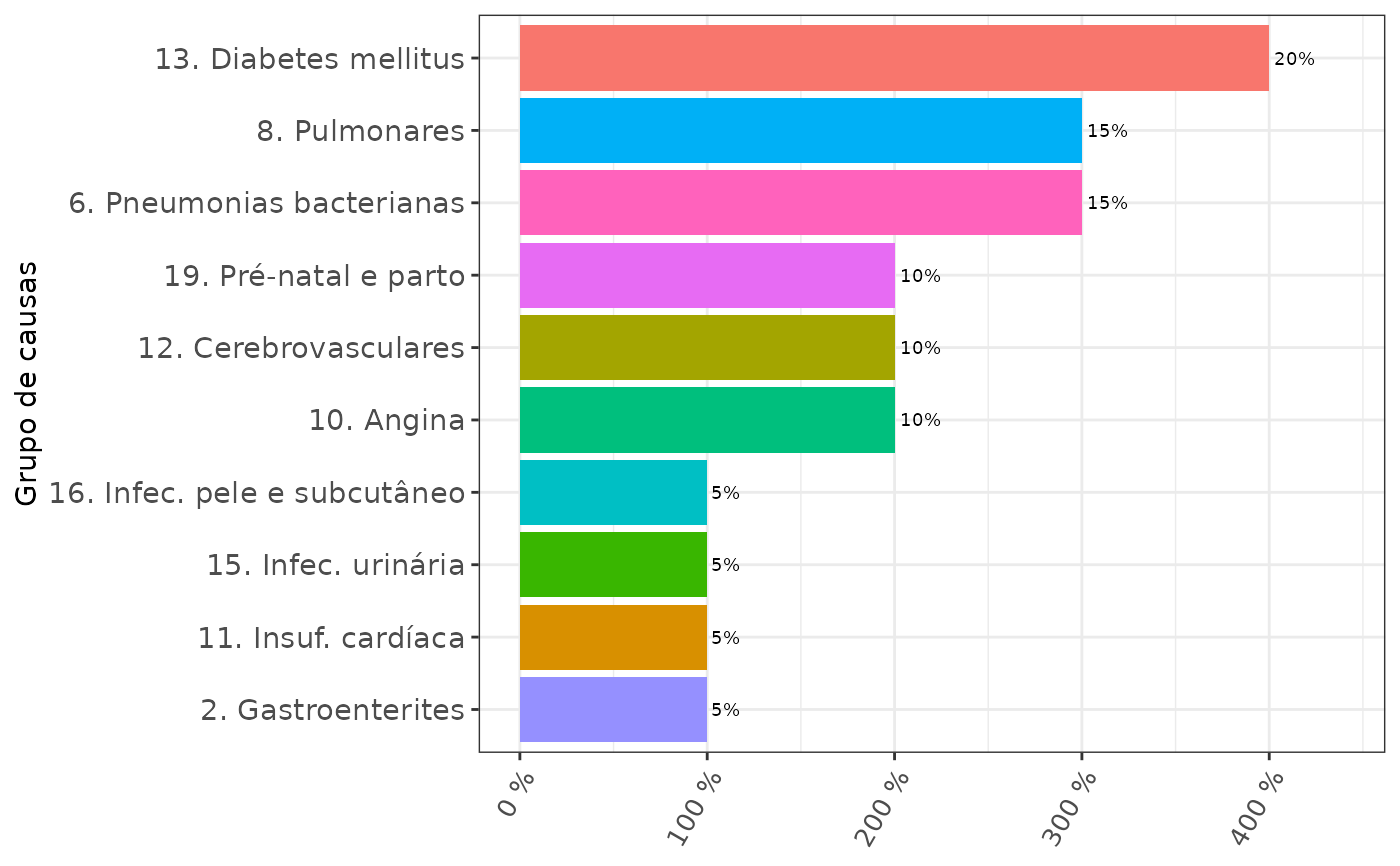 13. Diabetes mellitus
20%
8. Pulmonares
15%
6. Pneumonias bacterianas
15%
19. Pré-natal e parto
10%
12. Cerebrovasculares
10%
10. Angina
10%
16. Infec. pele e subcutâneo
5%
15. Infec. urinária
5%
11. Insuf. cardíaca
5%
2. Gastroenterites
5%
Grupo de causas
0 %
100 %
200 %
300 %
400 %